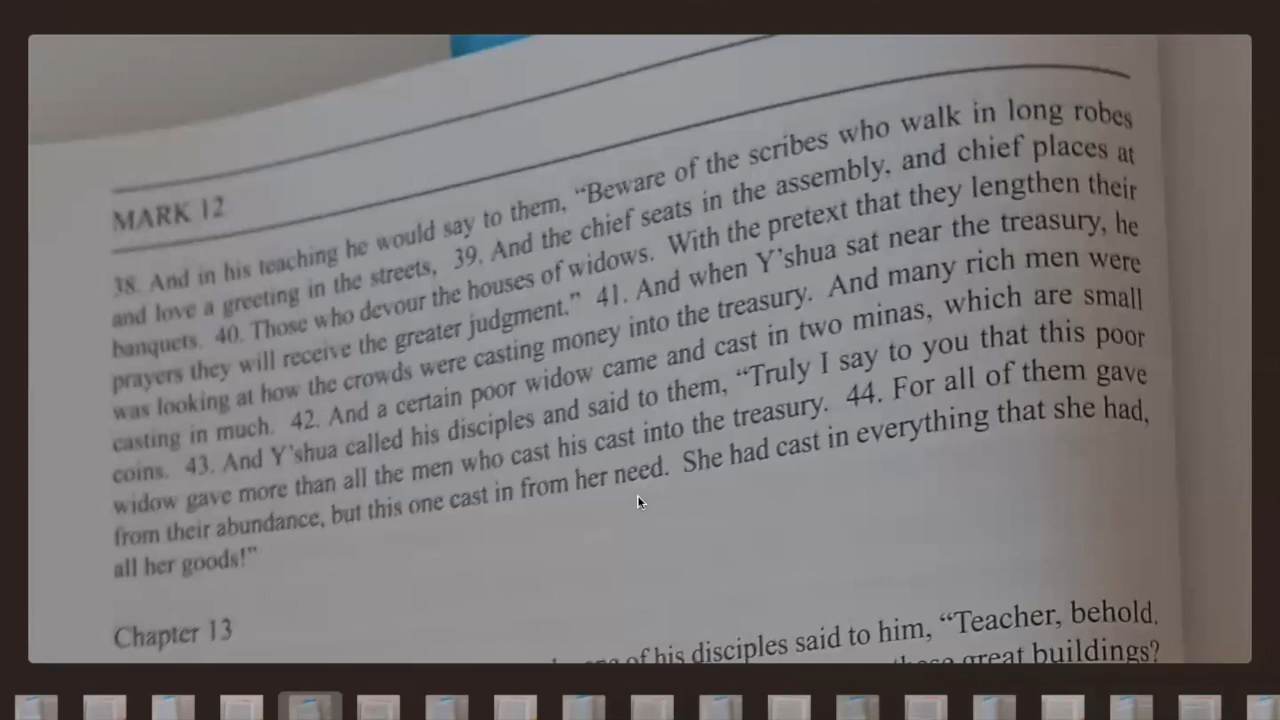 MARK 12
38. And in his teaching he would say to them, “Beware of the scribes who walk in long robes
and love a greeting in the streets, 39. And the chief seats in the assembly, and chief places at
banquets. 40. Those who devour the houses of widows. With the pretext that they lengthen their
prayers they will receive the greater judgment.” 41. And when Y’shua sat near the treasury, he
was looking at how the crowds were casting money into the treasury. And many rich men were
casting in much. 42. And a certain poor widow came and cast in two minas, which are small
coins. 43. And Y’shua called his disciples and said to them, “Truly I say to you that this poor
widow gave more than all the men who cast his cast into the treasury. 44. For all of them gave
from their abundance, but this one cast in from her need. She had cast in everything that she had,
all her goods!”
Chapter 13
of his disciples said to him, “Teacher, behold,
great buildings?